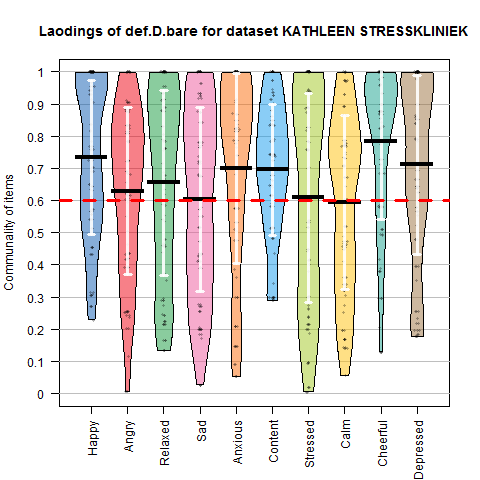 Laodings of def.D.bare for dataset KATHLEEN STRESSKLINIEK
Communality of items
1
0.9
0.8
0.7
0.6
0.5
0.4
0.3
0.2
0.1
0
Happy
Angry
Relaxed
Sad
Anxious
Content
Stressed
Calm
Cheerful
Depressed